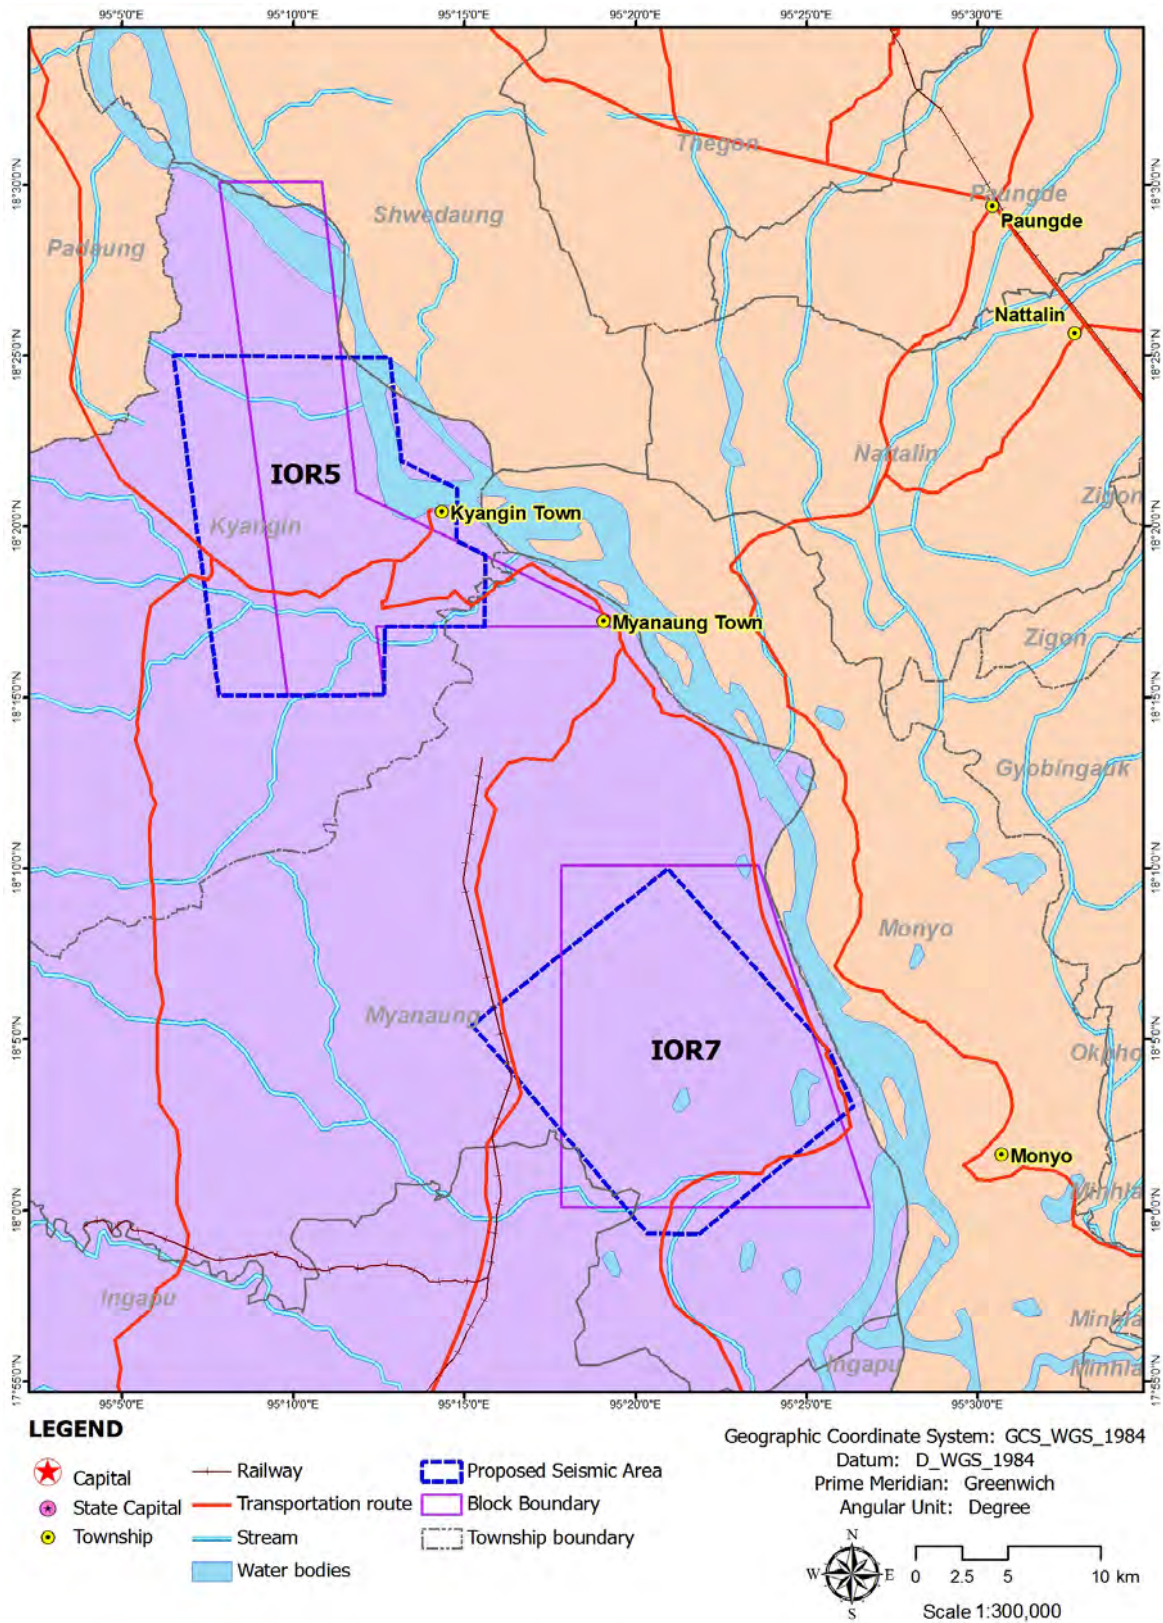 95°5'0"E 95°10'0"E 95°15'0"E 95°20'0"E 95°25'0"E 95°30'0"E
18°30'0"N 18°30'0"N
18°25'0"N 18°25'0"N
18°20'0"N 18°20'0"N
18°15'0"N 18°15'0"N
18°10'0"N 18°10'0"N
18°5'0"N 18°5'0"N
18°0'0"N 18°0'0"N
17°55'0"N 17°55'0"N
Thegon
Paungde
Shwedaung
Paungde
Padaung
Nattalin
Nattalin
IOR5
Zigon
Kyangin Town
Kyangin
Myanaung Town
Zigon
Gyobingauk
Monyo
Myanaung
IOR7
Okpho
Monyo
Minhla
Ingapu
Minhla
Ingapu
Minhla
95°5'0"E 95°10'0"E 95°15'0"E 95°20'0"E 95°25'0"E 95°30'0"E
LEGEND
Capital
State Capital
Township
Railway
Transportation route
Stream
Water bodies
Proposed Seismic Area
Block Boundary
Township boundary
Geographic Coordinate System: GCS_WGS_1984
Datum: D_WGS_1984
Prime Meridian: Greenwich
Angular Unit: Degree
N
W E
S
0 2.5 5 10 km
Scale 1:300,000